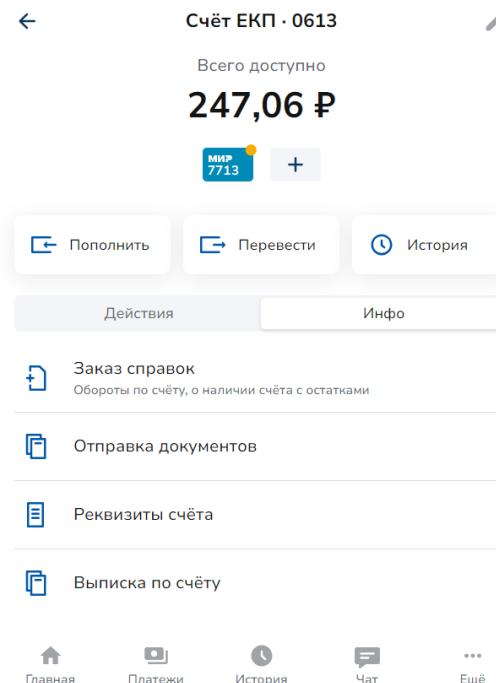 Счёт ЕКП · 0613
Всего доступно
247,06 ₽
МИР
7713
+
Пополнить
Перевести
История
Действия
Инфо
Заказ справок
Обороты по счёту, о наличии счёта с остатками
Отправка документов
Реквизиты счёта
Выписка по счёту
Главная
Платежи
История
Чат
Ещё